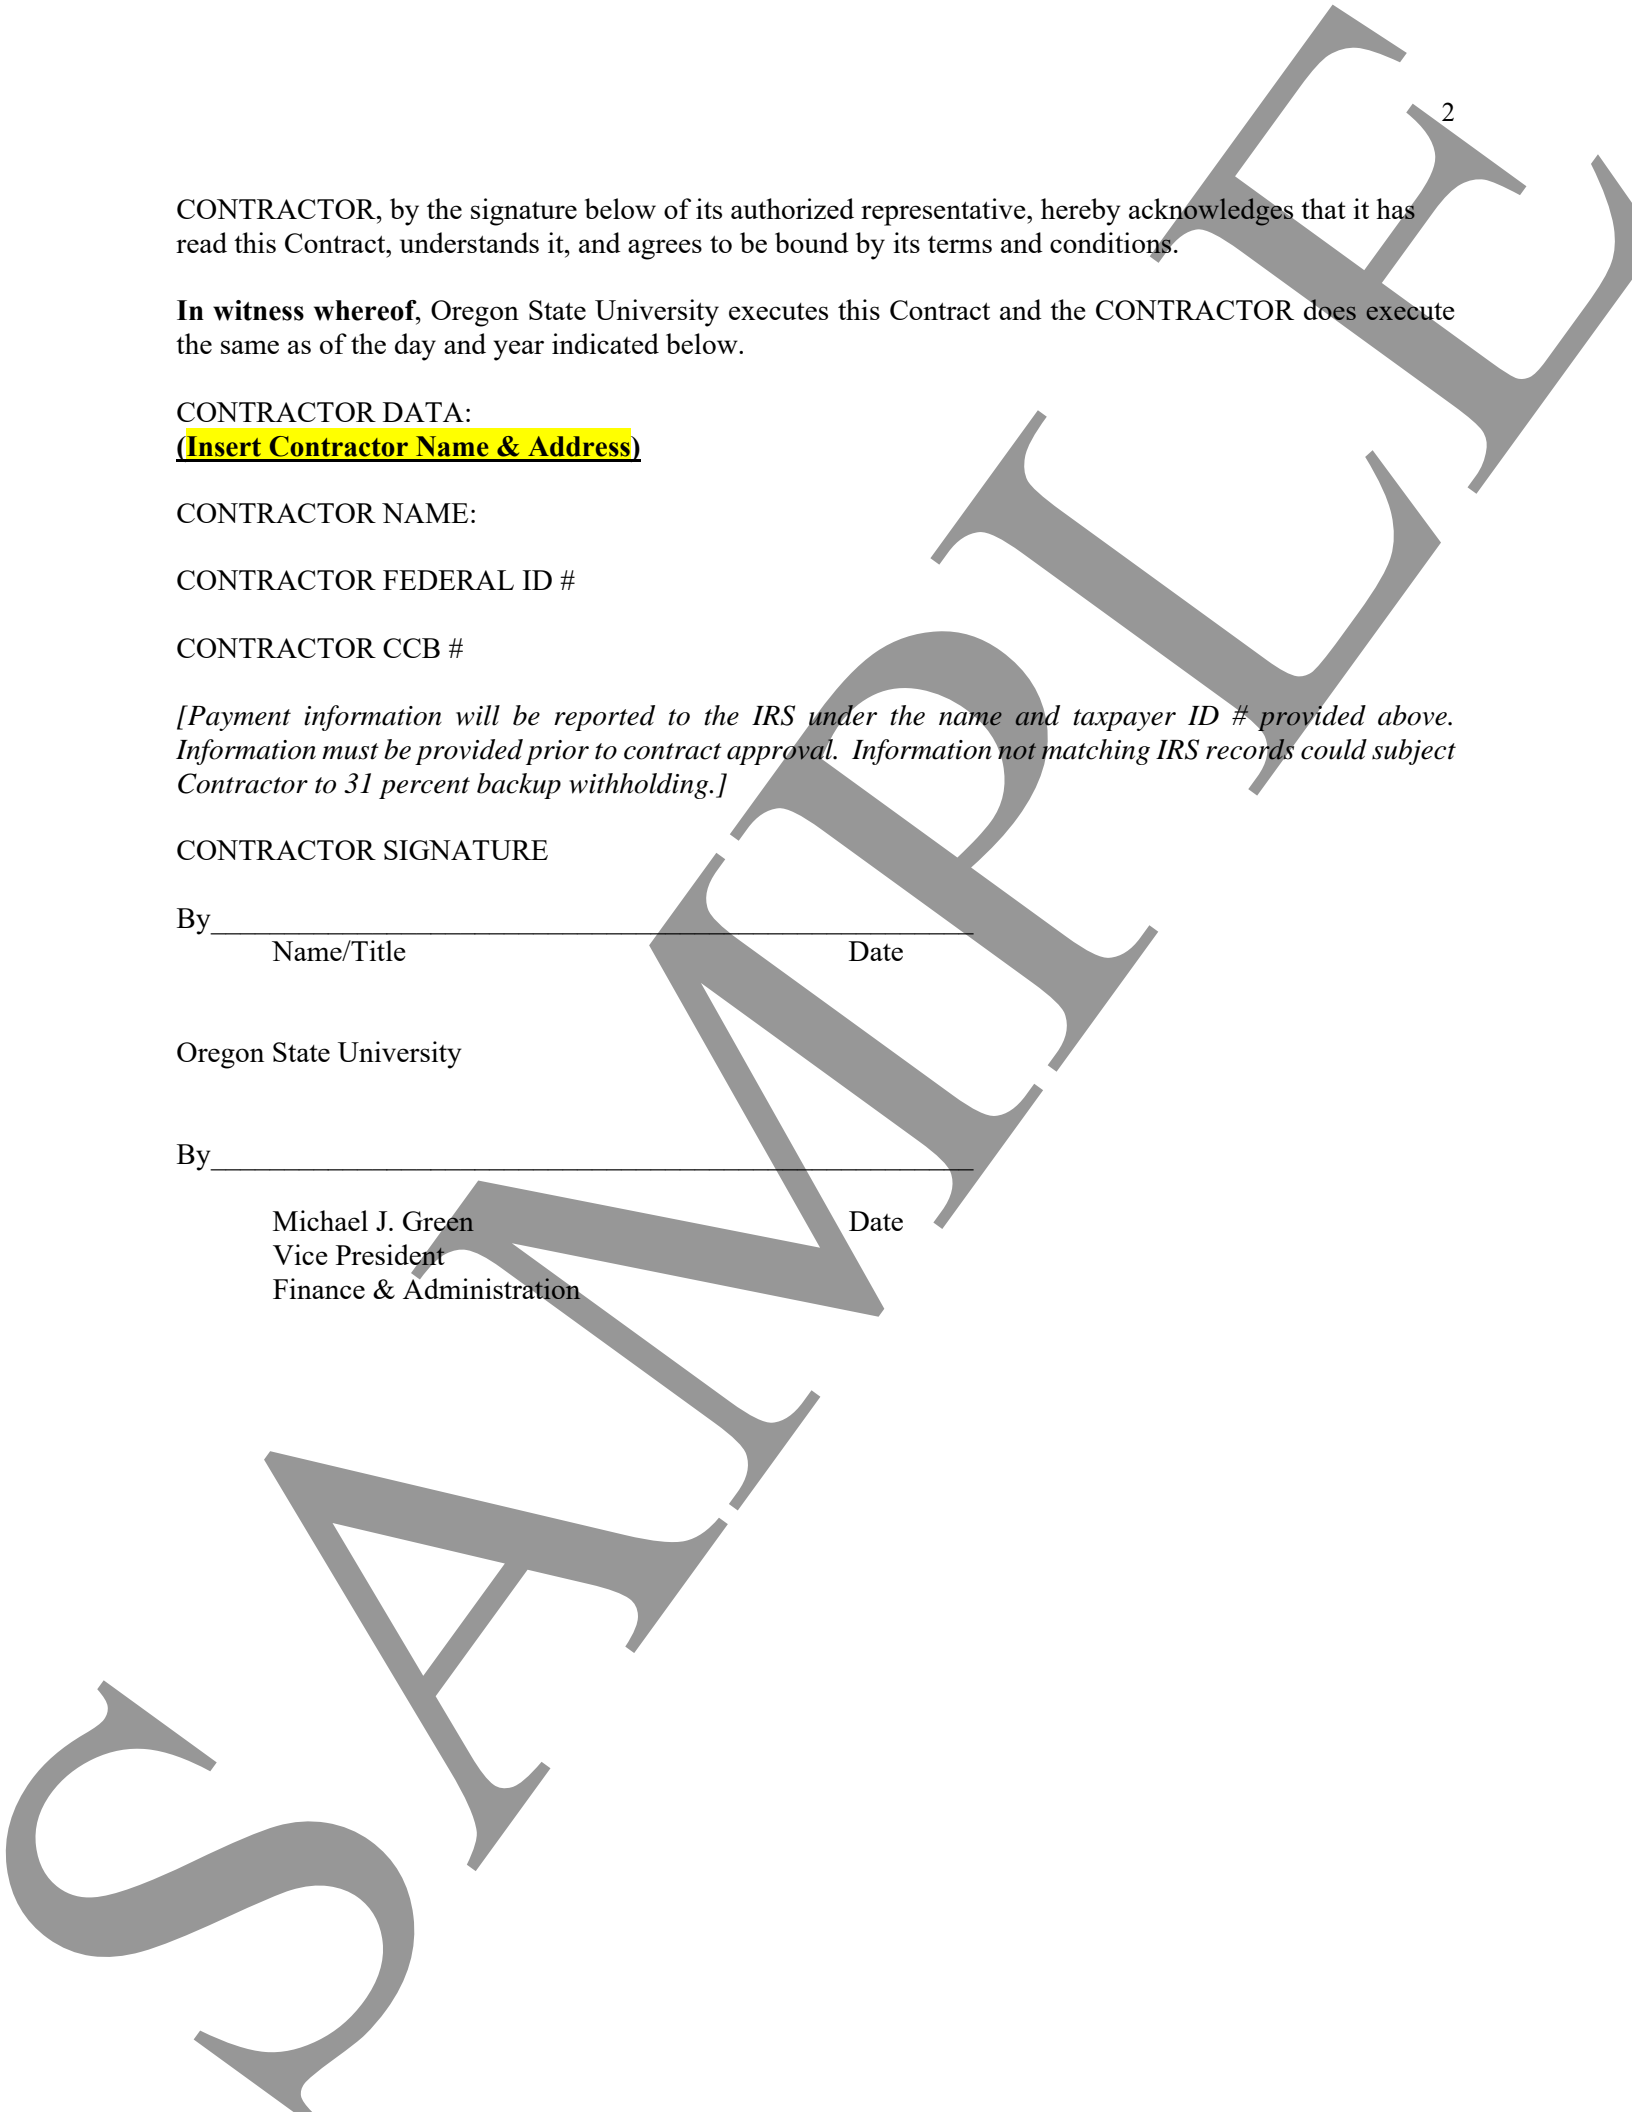 2
CONTRACTOR, by the signature below of its authorized representative, hereby acknowledges that it has
read this Contract, understands it, and agrees to be bound by its terms and conditions.
In witness whereof, Oregon State University executes this Contract and the CONTRACTOR does execute
the same as of the day and year indicated below.
CONTRACTOR DATA:
(Insert Contractor Name & Address)
CONTRACTOR NAME:
CONTRACTOR FEDERAL ID #
CONTRACTOR CCB #
[Payment information will be reported to the IRS under the name and taxpayer ID # provided above.
Information must be provided prior to contract approval.  Information not matching IRS records could subject
Contractor to 31 percent backup withholding.]
CONTRACTOR SIGNATURE
By____________________________________________________
Name/Title Date
Oregon State University
By____________________________________________________
Michael J. Green Date
Vice President
Finance & Administration
SAMPLE